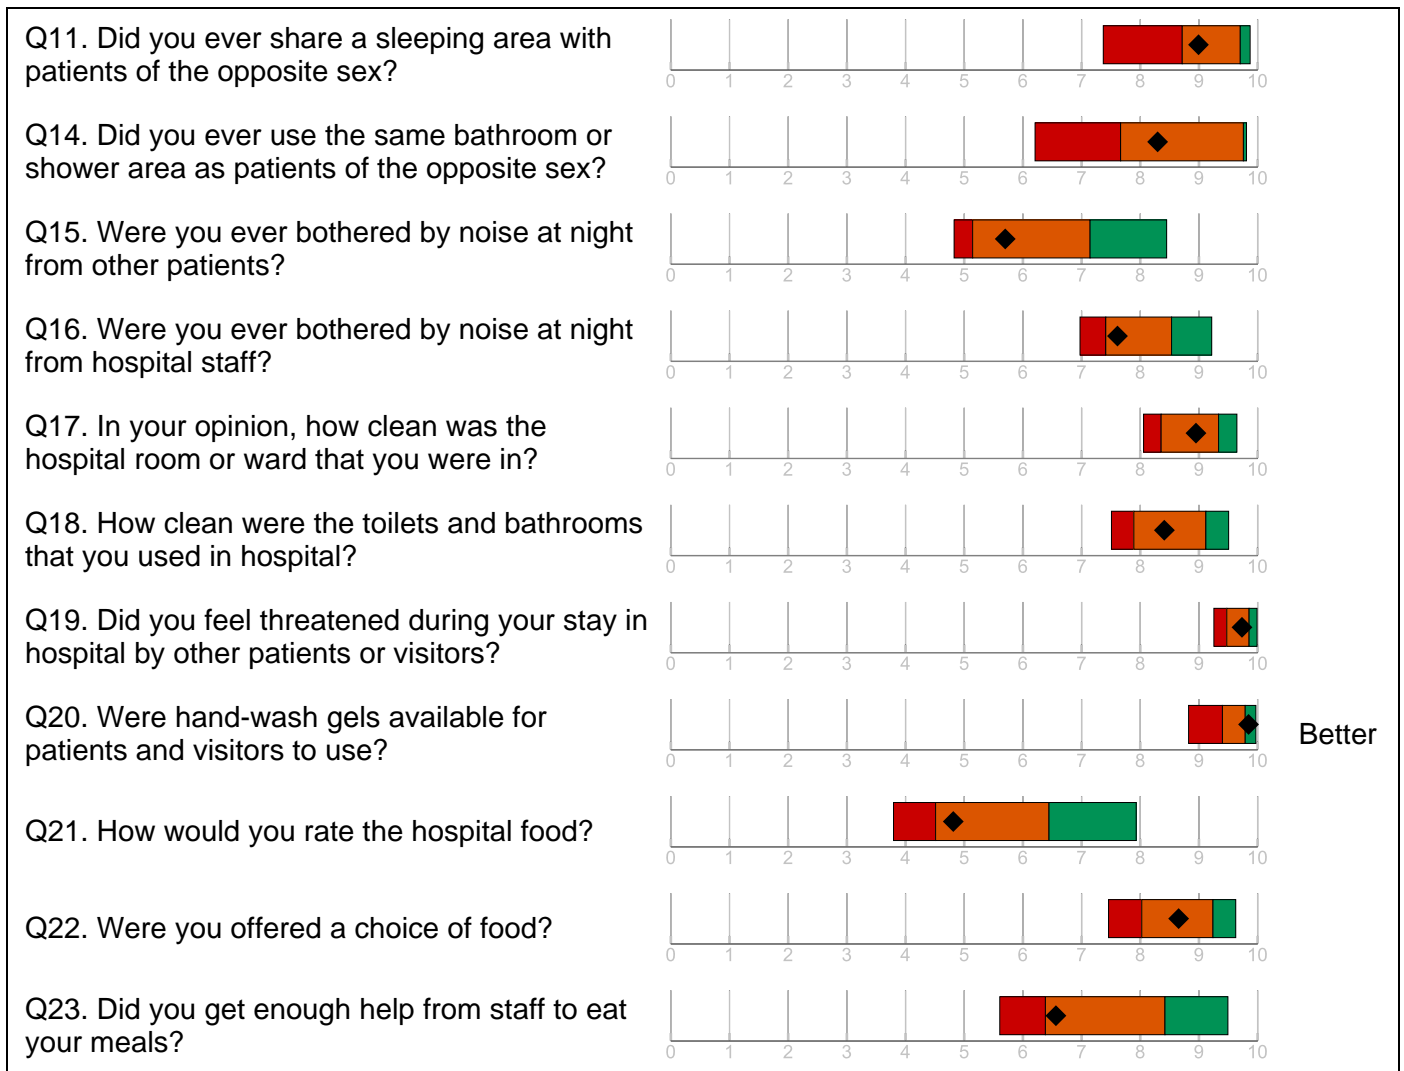 Q11. Did you ever share a sleeping area with
patients of the opposite sex?
0 1 2 3 4 5 6 7 8 9 10
Q14. Did you ever use the same bathroom or
shower area as patients of the opposite sex?
0 1 2 3 4 5 6 7 8 9 10
Q15. Were you ever bothered by noise at night
from other patients?
0 1 2 3 4 5 6 7 8 9 10
Q16. Were you ever bothered by noise at night
from hospital staff?
0 1 2 3 4 5 6 7 8 9 10
Q17. In your opinion, how clean was the
hospital room or ward that you were in?
0 1 2 3 4 5 6 7 8 9 10
Q18. How clean were the toilets and bathrooms
that you used in hospital?
0 1 2 3 4 5 6 7 8 9 10
Q19. Did you feel threatened during your stay in
hospital by other patients or visitors?
0 1 2 3 4 5 6 7 8 9 10
Q20. Were hand-wash gels available for
patients and visitors to use?
Better
0 1 2 3 4 5 6 7 8 9 10
Q21. How would you rate the hospital food?
0 1 2 3 4 5 6 7 8 9 10
Q22. Were you offered a choice of food?
0 1 2 3 4 5 6 7 8 9 10
Q23. Did you get enough help from staff to eat
your meals?
0 1 2 3 4 5 6 7 8 9 10